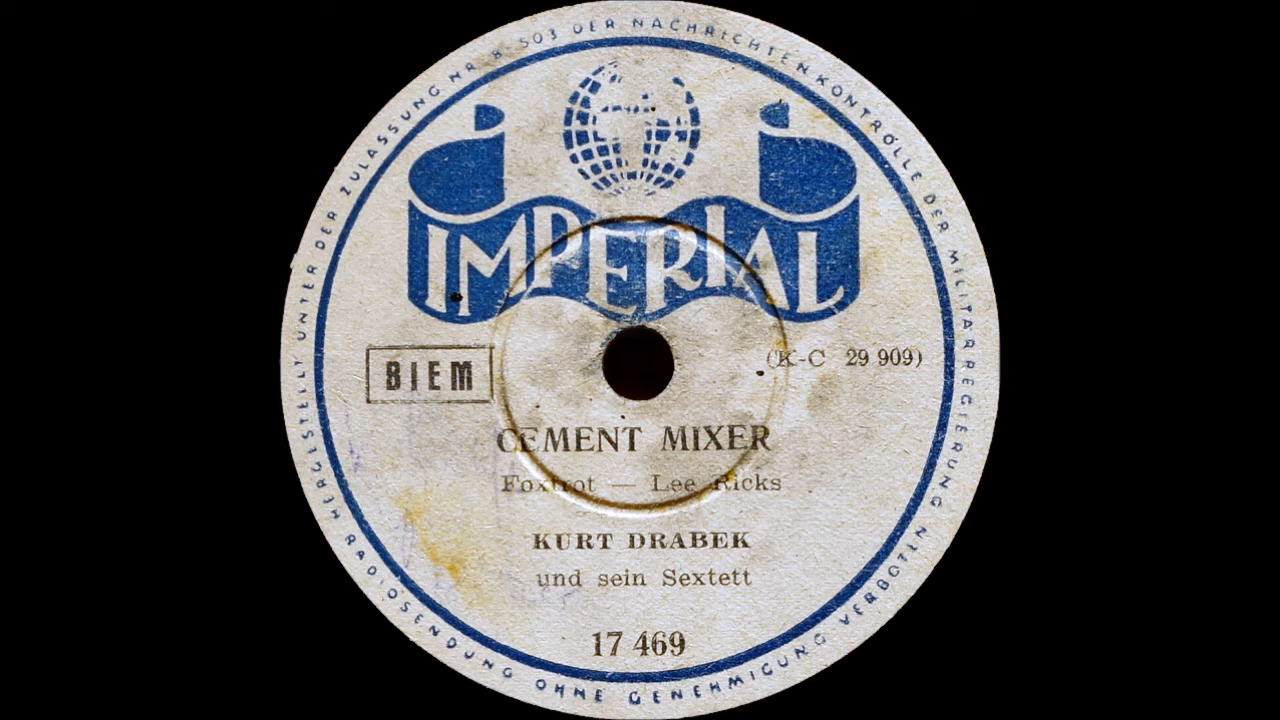 HERGESTELLT UNTER DER ZULASSUNG NR B 503 DER NACHRICHTENKONTROLLE DER MILITARREGIERUNG
RADIOSENDUNG OHNE GENEHMIGUNG VERBOTEN
IMPERIAL
BIEM
(K-C 29 909)
CEMENT MIXER
Foxtrot — Lee Ricks
KURT DRABEK
und sein Sextett
17 469